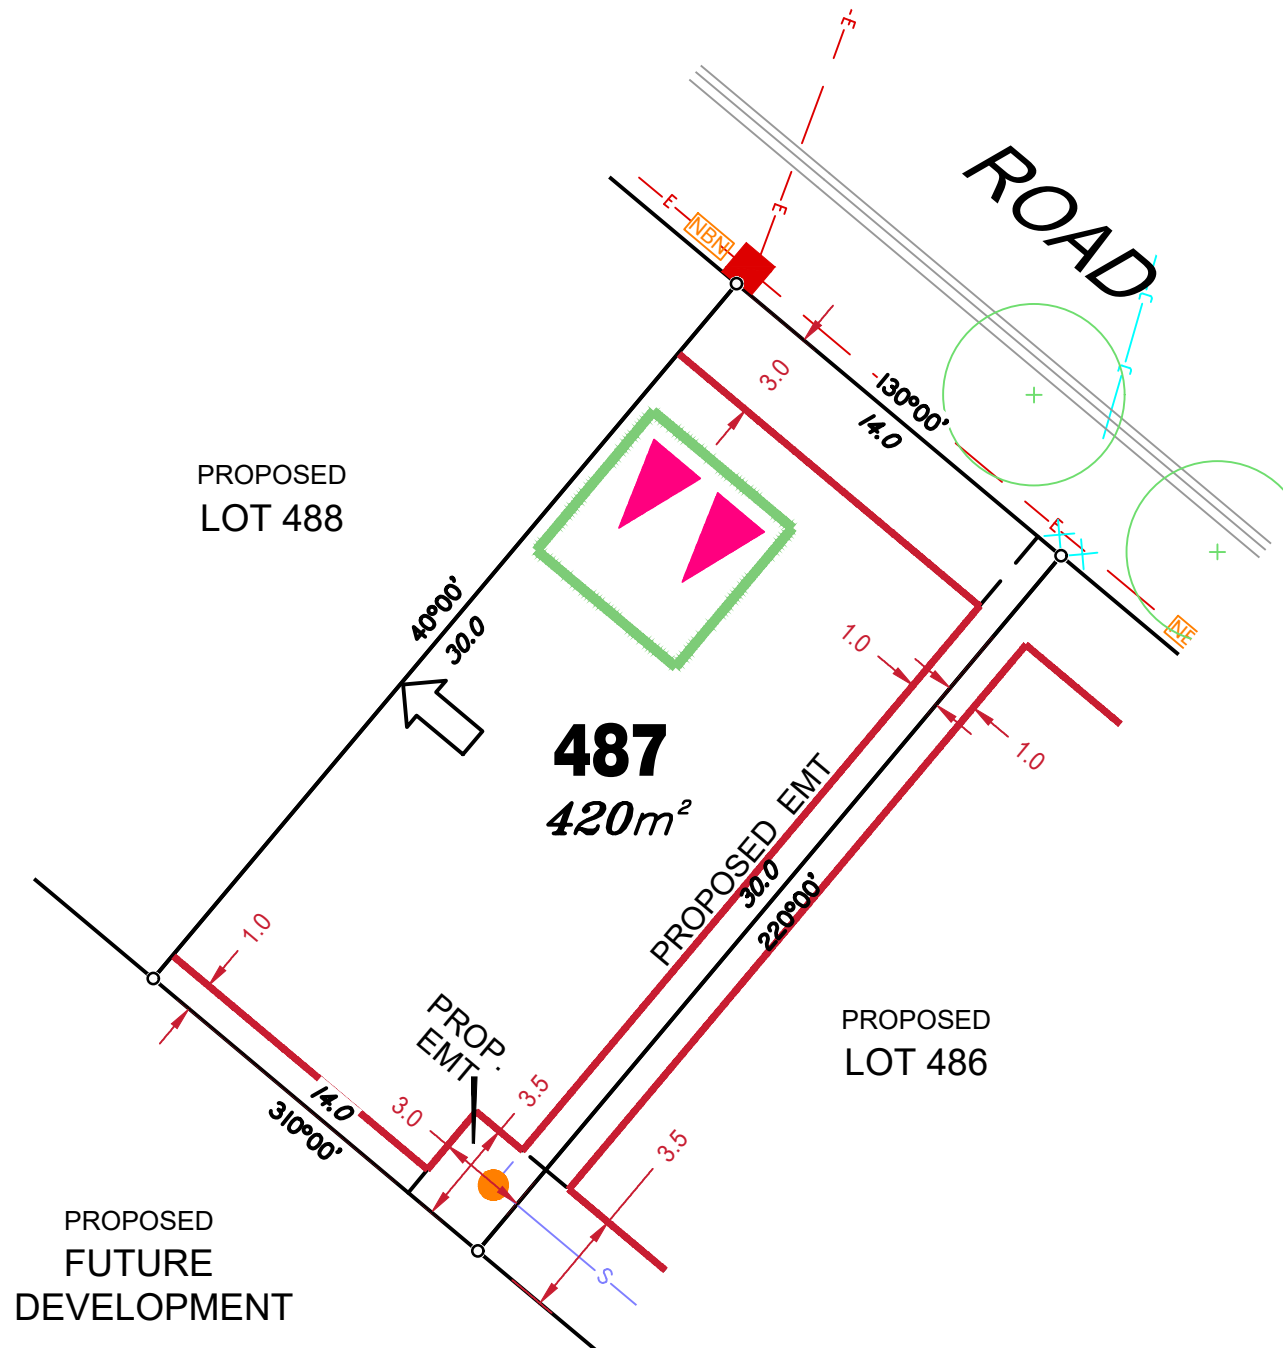 E
ROAD
E
E
NBN
3.0
130°00'
14.0
E
PROPOSED
LOT 488
40°00'
30.0
1.0
1.0
487
420m²
PROPOSED EMT
30.0
220°00'
1.0
PROP.
EMT
3.5
3.0
14.0
310°00'
3.5
S
PROPOSED
LOT 486
PROPOSED
FUTURE
DEVELOPMENT